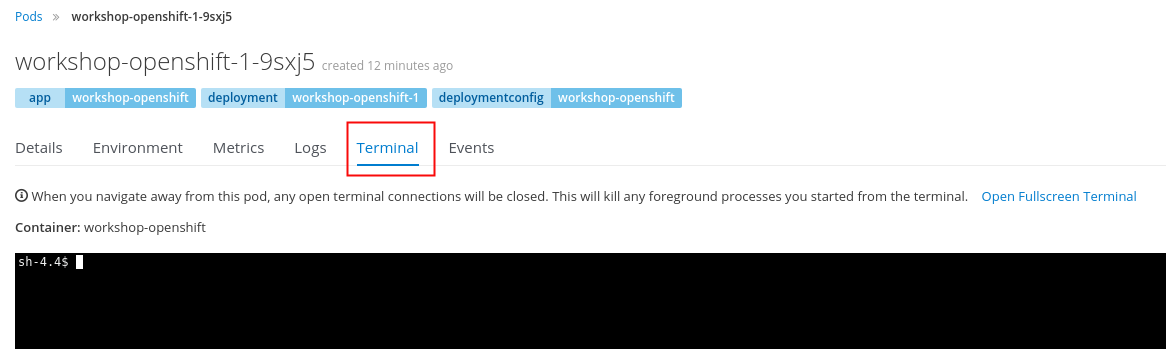 Pods » workshop-openshift-1-9sxj5
workshop-openshift-1-9sxj5 created 12 minutes ago
app workshop-openshift deployment workshop-openshift-1 deploymentconfig workshop-openshift
Details Environment Metrics Logs Terminal Events
When you navigate away from this pod, any open terminal connections will be closed. This will kill any foreground processes you started from the terminal. Open Fullscreen Terminal
Container: workshop-openshift
sh-4.4$